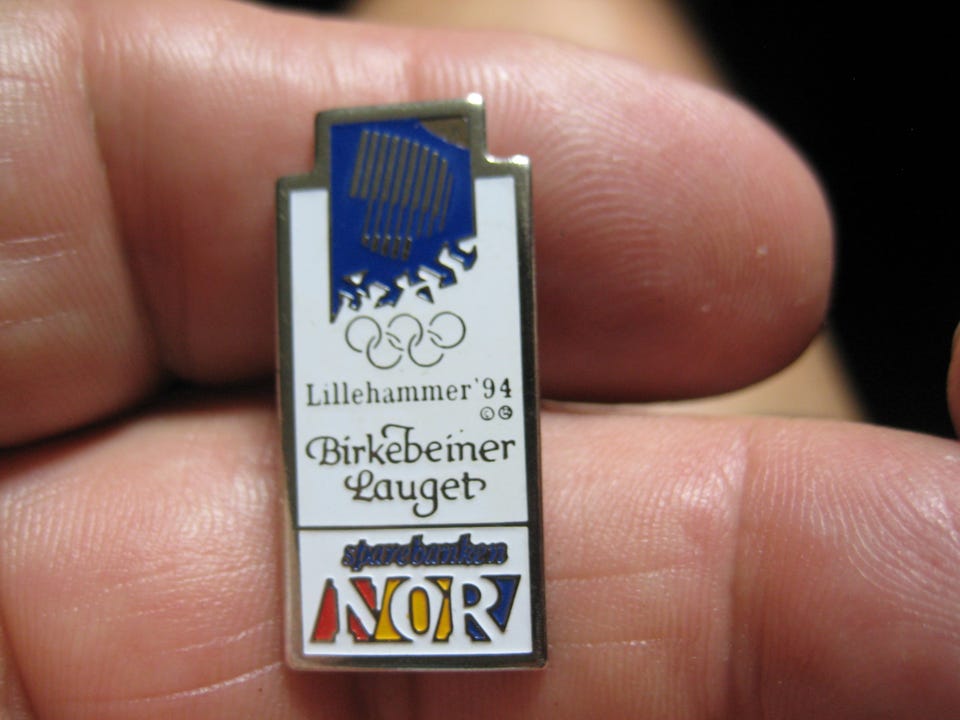 Lillehammer '94
©
Birkebeiner
Lauget
sparebanken
NOR